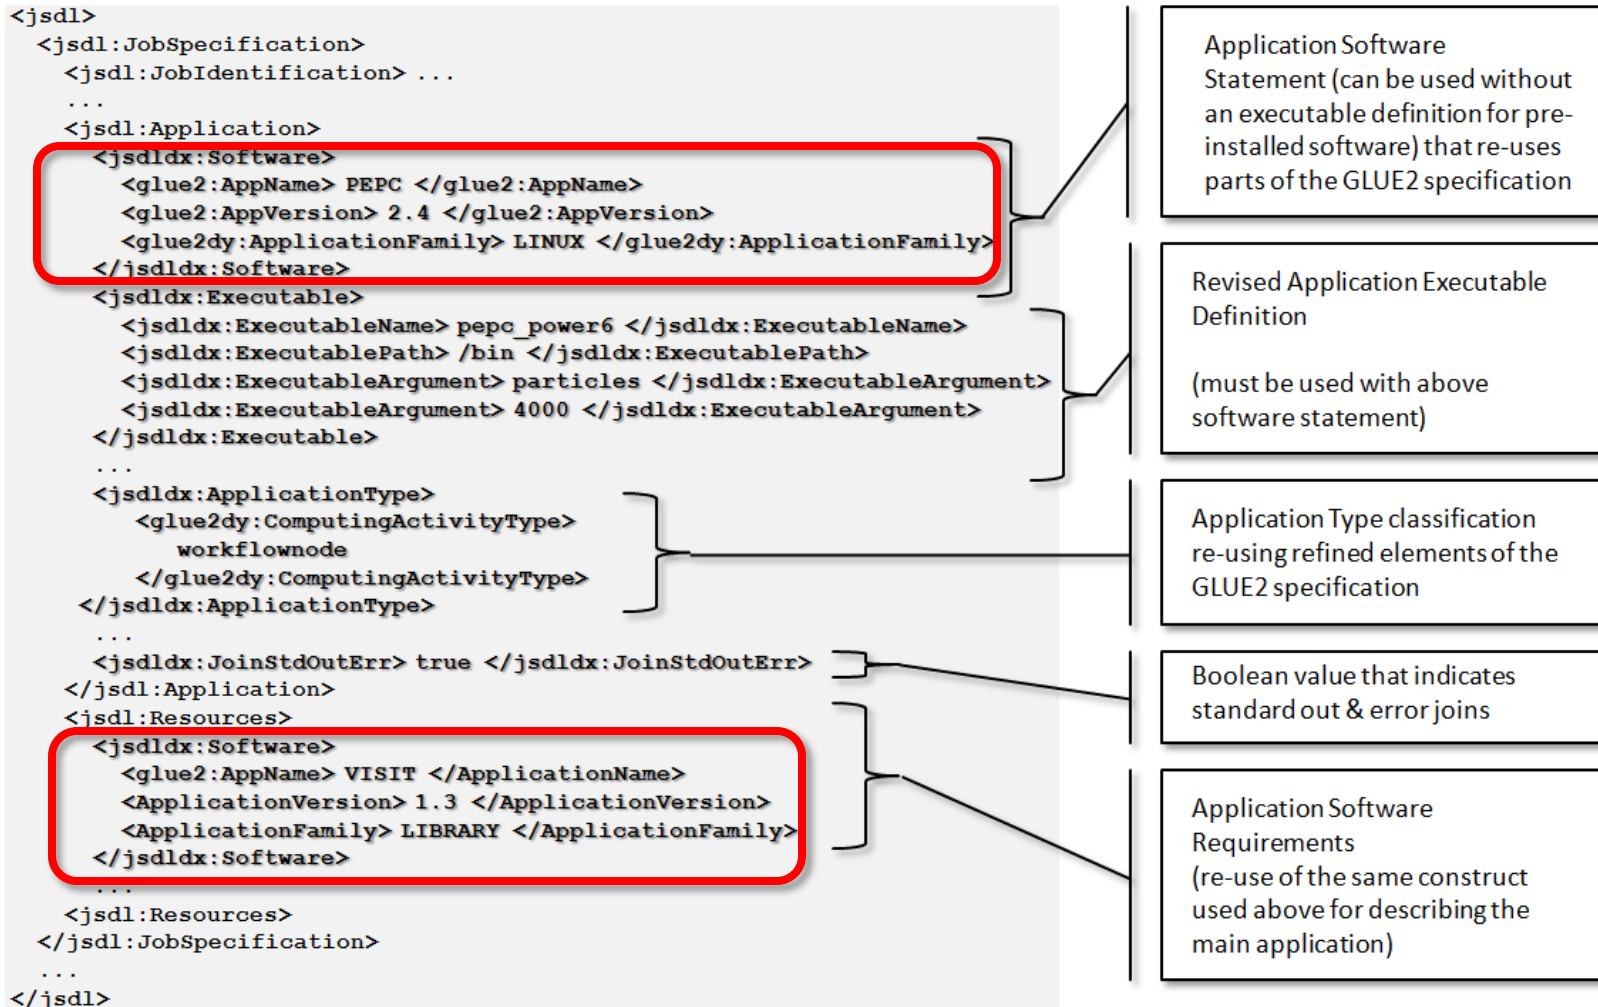 <jsdl>
<jsdl:JobSpecification>
<jsdl:JobIdentification> ...
...
<jsdl:Application>
<jsdldx:Software>
<glue2:AppName> PEPC </glue2:AppName>
<glue2:AppVersion> 2.4 </glue2:AppVersion>
<glue2dy:ApplicationFamily> LINUX </glue2dy:ApplicationFamily>
</jsdldx:Software>
<jsdldx:Executable>
<jsdldx:ExecutableName> pepc_power6 </jsdldx:ExecutableName>
<jsdldx:ExecutablePath> /bin </jsdldx:ExecutablePath>
<jsdldx:ExecutableArgument> particles </jsdldx:ExecutableArgument>
<jsdldx:ExecutableArgument> 4000 </jsdldx:ExecutableArgument>
</jsdldx:Executable>
...
<jsdldx:ApplicationType>
<glue2dy:ComputingActivityType>
workflownode
</glue2dy:ComputingActivityType>
</jsdldx:ApplicationType>
...
<jsdldx:JoinStdOutErr> true </jsdldx:JoinStdOutErr>
</jsdl:Application>
<jsdl:Resources>
<jsdldx:Software>
<glue2:AppName> VISIT </ApplicationName>
<ApplicationVersion> 1.3 </ApplicationVersion>
<ApplicationFamily> LIBRARY </ApplicationFamily>
</jsdldx:Software>
...
<jsdl:Resources>
</jsdl:JobSpecification>
...
</jsdl>
Application Software
Statement (can be used without
an executable definition for pre-
installed software) that re-uses
parts of the GLUE2 specification
Revised Application Executable
Definition
(must be used with above
software statement)
Application Type classification
re-using refined elements of the
GLUE2 specification
Boolean value that indicates
standard out & error joins
Application Software
Requirements
(re-use of the same construct
used above for describing the
main application)